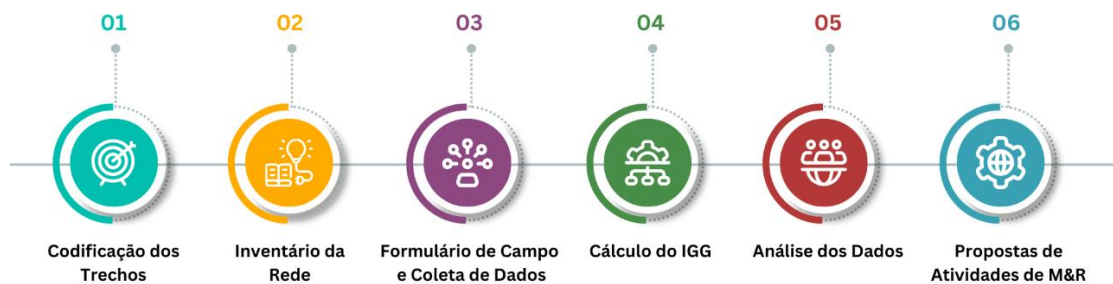 01
02
03
04
05
06
Codificação dos
Trechos
Inventário da
Rede
Formulário de Campo
e Coleta de Dados
Cálculo do IGG
Análise dos Dados
Propostas de
Atividades de M&R